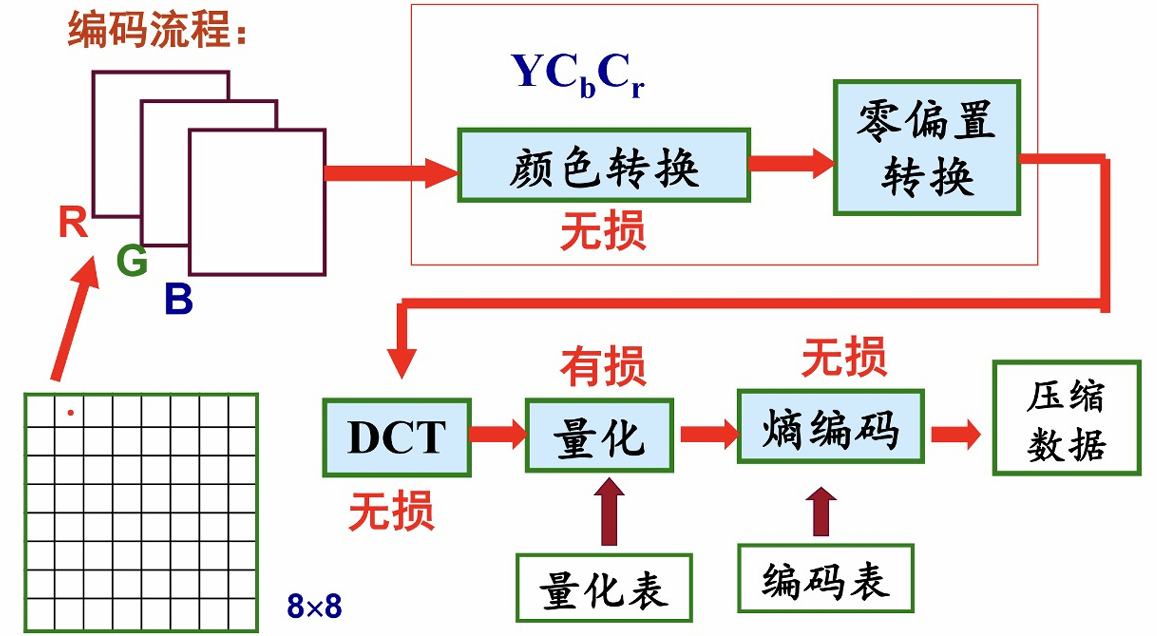 编码流程：
R
G
B
YCbCr
颜色转换
无损
零偏置
转换
DCT
无损
有损
量化
无损
熵编码
压缩
数据
量化表
编码表
8×8